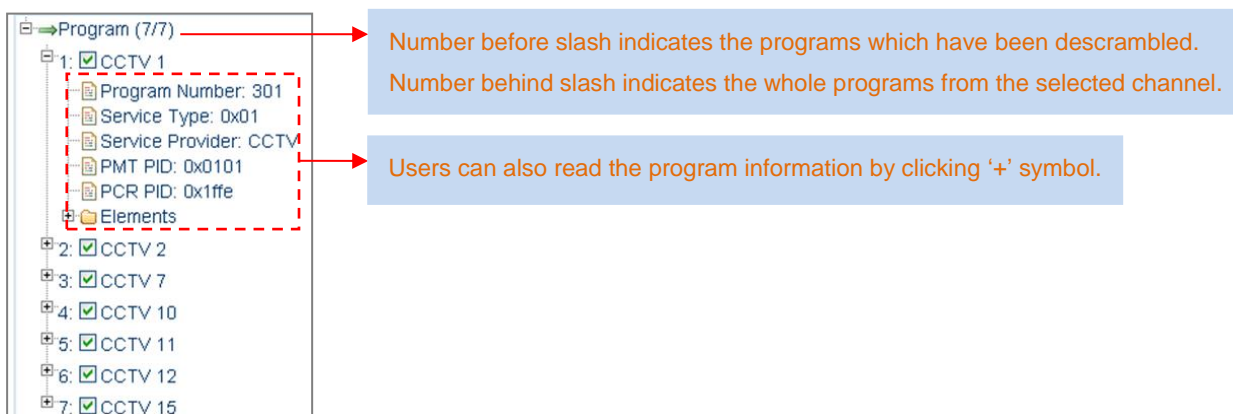 Program (7/7)
1: CCTV 1
Program Number: 301
Service Type: 0x01
Service Provider: CCTV
PMT PID: 0x0101
PCR PID: 0x1ffe
Elements
2: CCTV 2
3: CCTV 7
4: CCTV 10
5: CCTV 11
6: CCTV 12
7: CCTV 15
Number before slash indicates the programs which have been descrambled.
Number behind slash indicates the whole programs from the selected channel.
Users can also read the program information by clicking ‘+’ symbol.